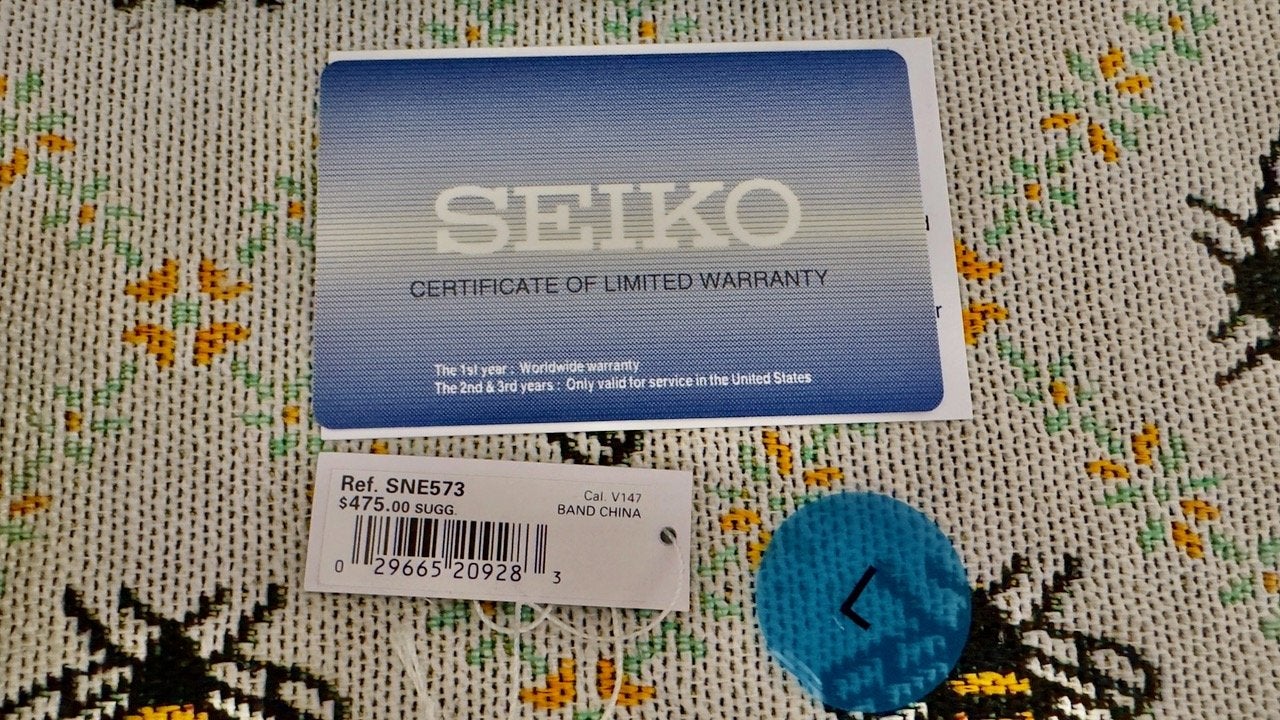 SEIKO
CERTIFICATE OF LIMITED WARRANTY
The 1st year : Worldwide warranty
The 2nd & 3rd years : Only valid for service in the United States
Ref. SNE573
$475.00 SUGG.
Cal. V147
BAND CHINA
0 29665 20928 3